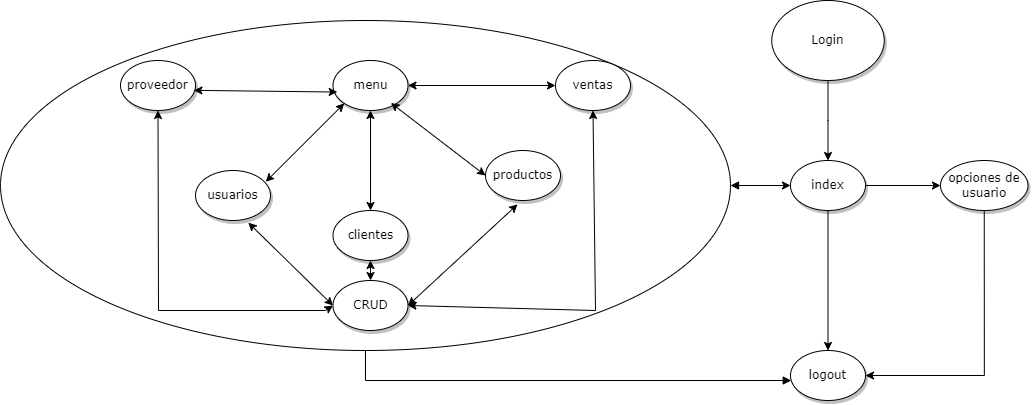 Login
proveedor
menu
ventas
usuarios
productos
index
opciones de
usuario
clientes
CRUD
logout